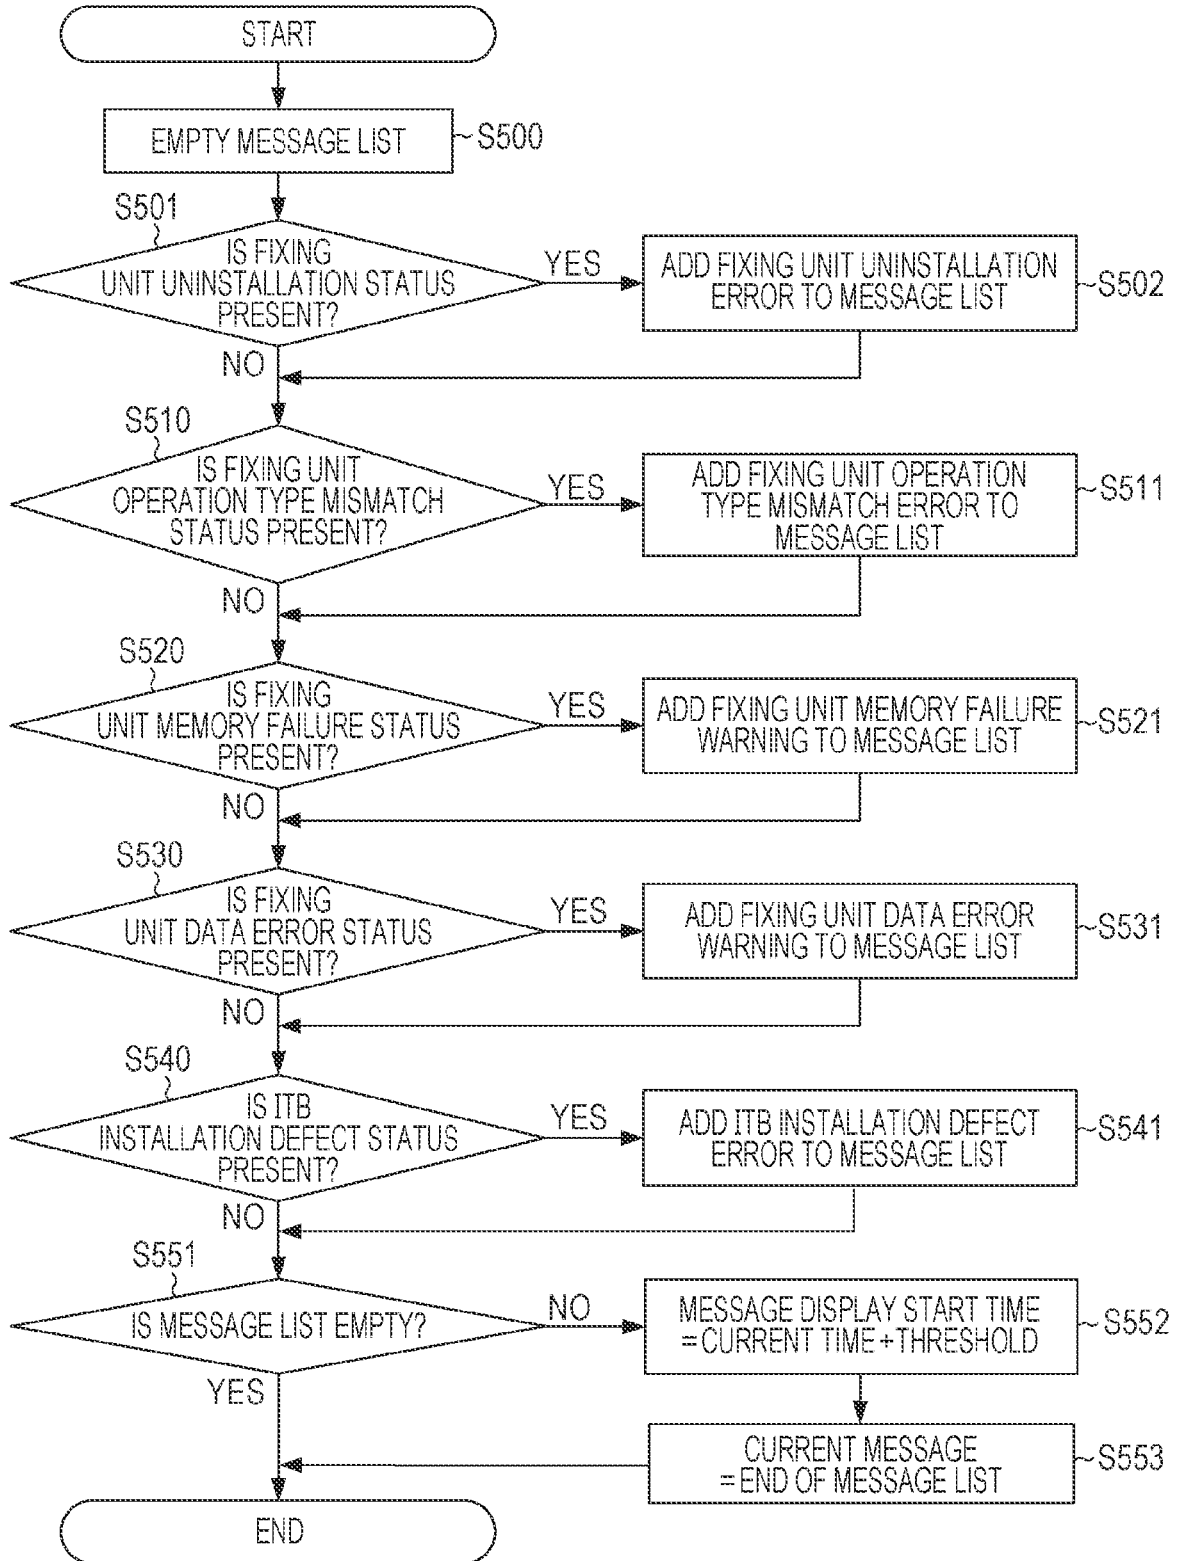 START
EMPTY MESSAGE LIST
S500
S501
IS FIXING
UNIT UNINSTALLATION STATUS
PRESENT?
YES
ADD FIXING UNIT UNINSTALLATION
ERROR TO MESSAGE LIST
S502
NO
S510
IS FIXING UNIT
OPERATION TYPE MISMATCH
STATUS PRESENT?
YES
ADD FIXING UNIT OPERATION
TYPE MISMATCH ERROR TO
MESSAGE LIST
S511
NO
S520
IS FIXING
UNIT MEMORY FAILURE STATUS
PRESENT?
YES
ADD FIXING UNIT MEMORY FAILURE
WARNING TO MESSAGE LIST
S521
NO
S530
IS FIXING
UNIT DATA ERROR STATUS
PRESENT?
YES
ADD FIXING UNIT DATA ERROR
WARNING TO MESSAGE LIST
S531
NO
S540
IS ITB
INSTALLATION DEFECT STATUS
PRESENT?
YES
ADD ITB INSTALLATION DEFECT
ERROR TO MESSAGE LIST
S541
NO
S551
IS MESSAGE LIST EMPTY?
NO
MESSAGE DISPLAY START TIME
=CURRENT TIME+THRESHOLD
S552
YES
CURRENT MESSAGE
=END OF MESSAGE LIST
S553
END